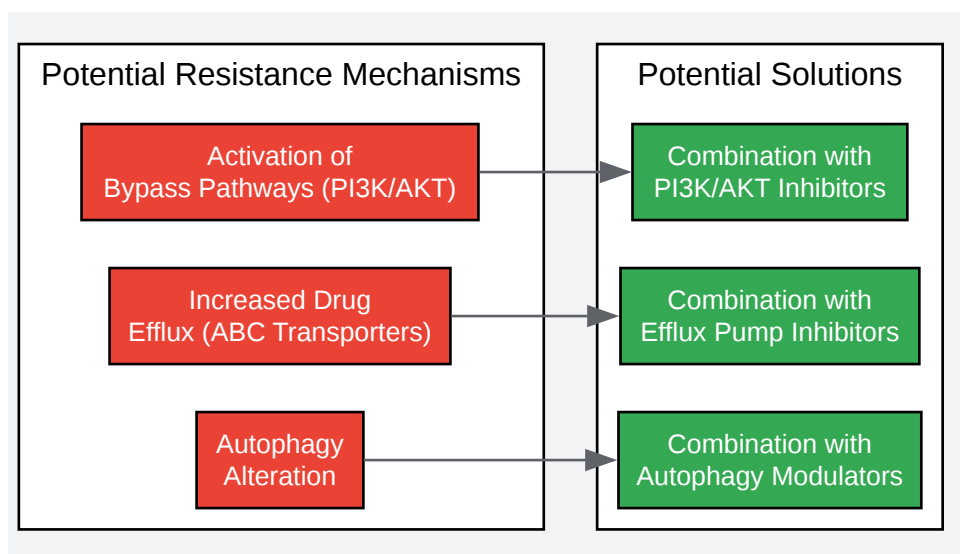 Potential Resistance Mechanisms
Activation of
Bypass Pathways (PI3K/AKT)
Increased Drug
Efflux (ABC Transporters)
Autophagy
Alteration
Potential Solutions
Combination with
PI3K/AKT Inhibitors
Combination with
Efflux Pump Inhibitors
Combination with
Autophagy Modulators